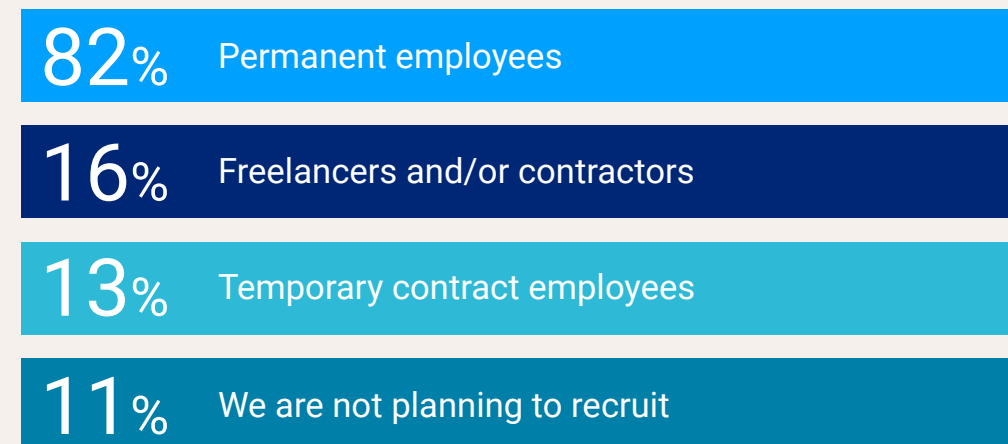 82% Permanent employees
16% Freelancers and/or contractors
13% Temporary contract employees
11% We are not planning to recruit